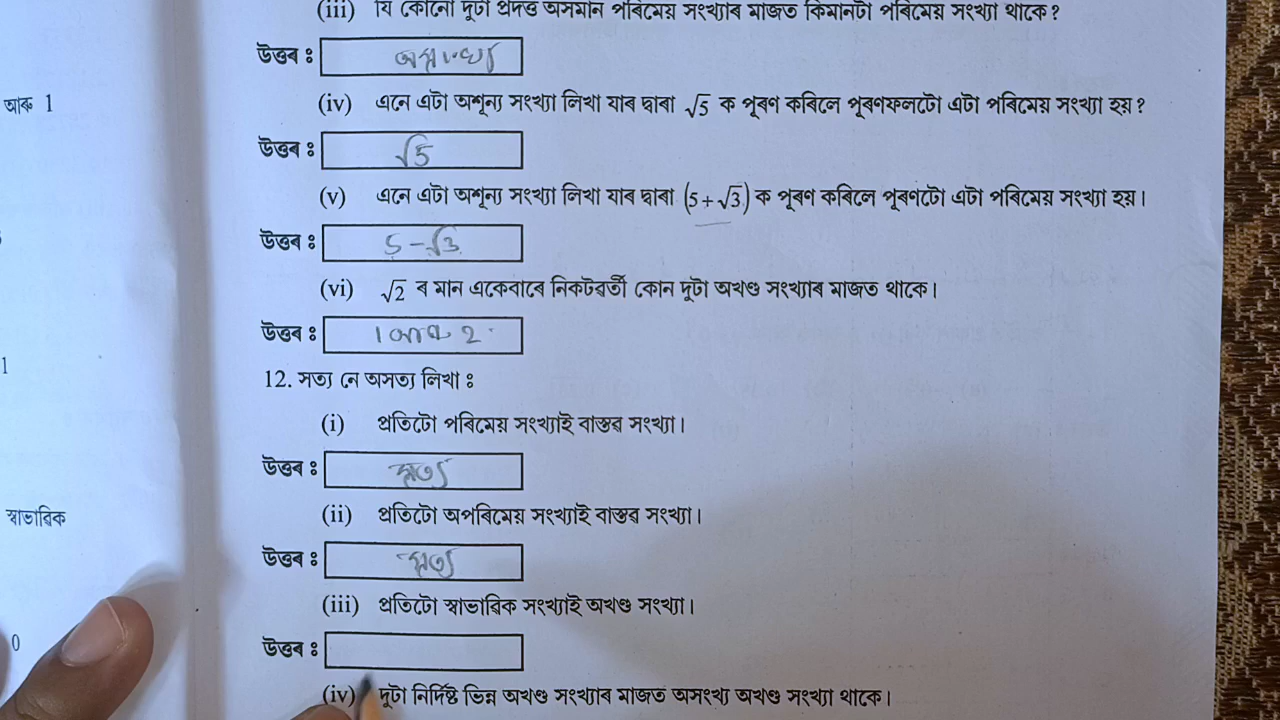 (iii) যি কোনো দুটা প্ৰদত্ত অসমান পৰিমেয় সংখ্যাৰ মাজত কিমানটা পৰিমেয় সংখ্যা থাকে?
উত্তৰ ঃ অসংখ্য
আৰু 1
(iv) এনে এটা অশূন্য সংখ্যা লিখা যাৰ দ্বাৰা √5 ক পূৰণ কৰিলে পূৰণফলটো এটা পৰিমেয় সংখ্যা হয়?
উত্তৰ ঃ √5
(v) এনে এটা অশূন্য সংখ্যা লিখা যাৰ দ্বাৰা (5+√3) ক পূৰণ কৰিলে পূৰণটো এটা পৰিমেয় সংখ্যা হয়।
উত্তৰ ঃ 5-√3
(vi) √2 ৰ মান একেবাৰে নিকটৱৰ্তী কোন দুটা অখণ্ড সংখ্যাৰ মাজত থাকে।
উত্তৰ ঃ 1 আৰু 2
1
12. সত্য নে অসত্য লিখা ঃ
(i) প্ৰতিটো পৰিমেয় সংখ্যাই বাস্তৱ সংখ্যা।
উত্তৰ ঃ সত্য
স্বাভাৱিক
(ii) প্ৰতিটো অপৰিমেয় সংখ্যাই বাস্তৱ সংখ্যা।
উত্তৰ ঃ সত্য
(iii) প্ৰতিটো স্বাভাৱিক সংখ্যাই অখণ্ড সংখ্যা।
0
উত্তৰ ঃ
(iv) দুটা নিৰ্দিষ্ট ভিন্ন অখণ্ড সংখ্যাৰ মাজত অসংখ্য অখণ্ড সংখ্যা থাকে।